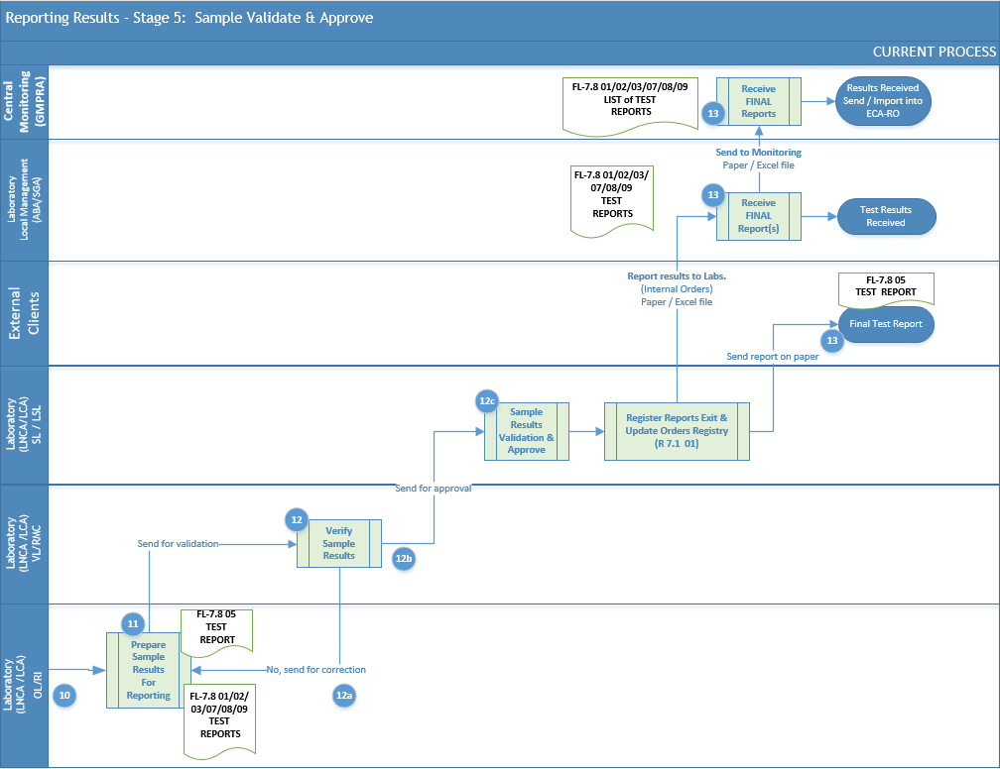 Reporting Results - Stage 5:  Sample Validate & Approve
CURRENT PROCESS
Central
Monitoring
(GMPRA)
FL-7.8 01/02/03/07/08/09
LIST of TEST
REPORTS
13
Receive
FINAL
Reports
Results Received
Send / Import into
ECA-RO
Send to Monitoring
Paper / Excel file
Laboratory
Local Management
(ABA/SGA)
FL-7.8 01/02/03/
07/08/09
TEST
REPORTS
13
Receive
FINAL
Report(s)
Test Results
Received
External
Clients
Report results to Labs.
(Internal Orders)
Paper / Excel file
FL-7.8 05
TEST  REPORT
Final Test Report
13
Send report on paper
Laboratory
(LNCA/LCA)
SL / LSL
12c
Sample
Results
Validation &
Approve
Register Reports Exit &
Update Orders Registry
(R 7.1  01)
Send for approval
Laboratory
(LNCA /LCA)
VL/RMC
Send for validation
12
Verify
Sample
Results
12b
Laboratory
(LNCA /LCA)
OL/RI
10
11
Prepare
Sample
Results
For
Reporting
FL-7.8 05
TEST
REPORT
FL-7.8 01/02/
03/07/08/09
TEST
REPORTS
No, send for correction
12a